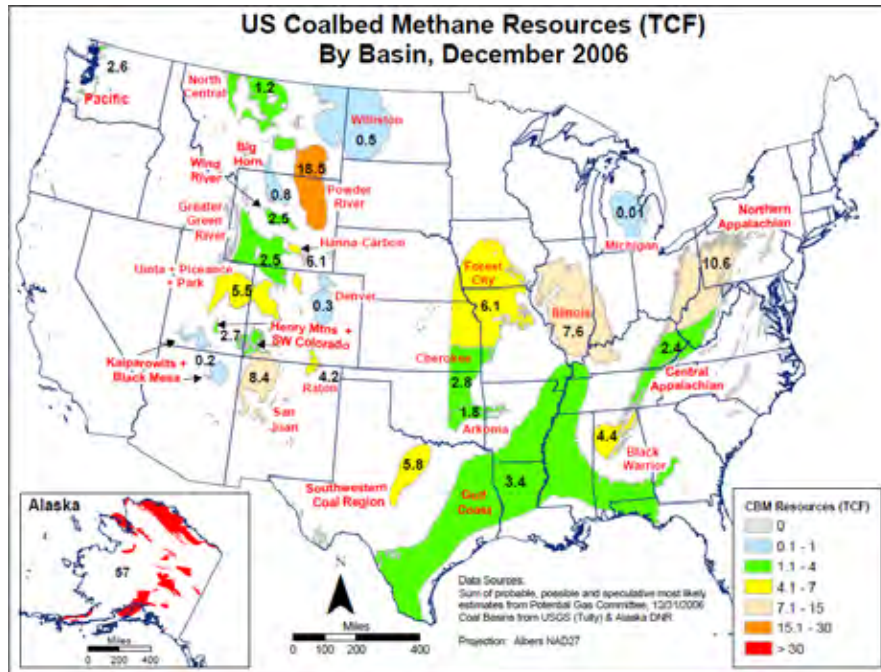 US Coalbed Methane Resources (TCF)
By Basin, December 2006
2.6
Pacific
North
Central
1.2
Williston
0.5
Big
Horn
Wind
River
18.5
0.8
Powder
River
Greater
Green
River
2.5
Hanna-Carbon
6.1
2.5
Uinta + Piceance
+ Park
5.5
Denver
0.3
Henry Mtns +
SW Colorado
2.7
Kaiparowits +
Black Mesa
0.2
8.4
San
Juan
4.2
Raton
Forest
City
6.1
Cherokee
2.8
1.8
Arkoma
Illinois
7.6
0.01
Michigan
Northern
Appalachian
10.6
2.4
Central
Appalachian
4.4
Black
Warrior
5.8
Southwestern
Coal Region
Gulf
Coast
3.4
Alaska
57
Miles
0 200 400
N
Miles
0 100 200 400
Data Sources:
Sum of probable, possible and speculative most likely
estimates from Potential Gas Committee, 12/31/2006
Coal Basins from USGS (Tully) & Alaska DNR
Projection: Albers NAD27
CBM Resources (TCF)
0
0.1 - 1
1.1 - 4
4.1 - 7
7.1 - 15
15.1 - 30
> 30